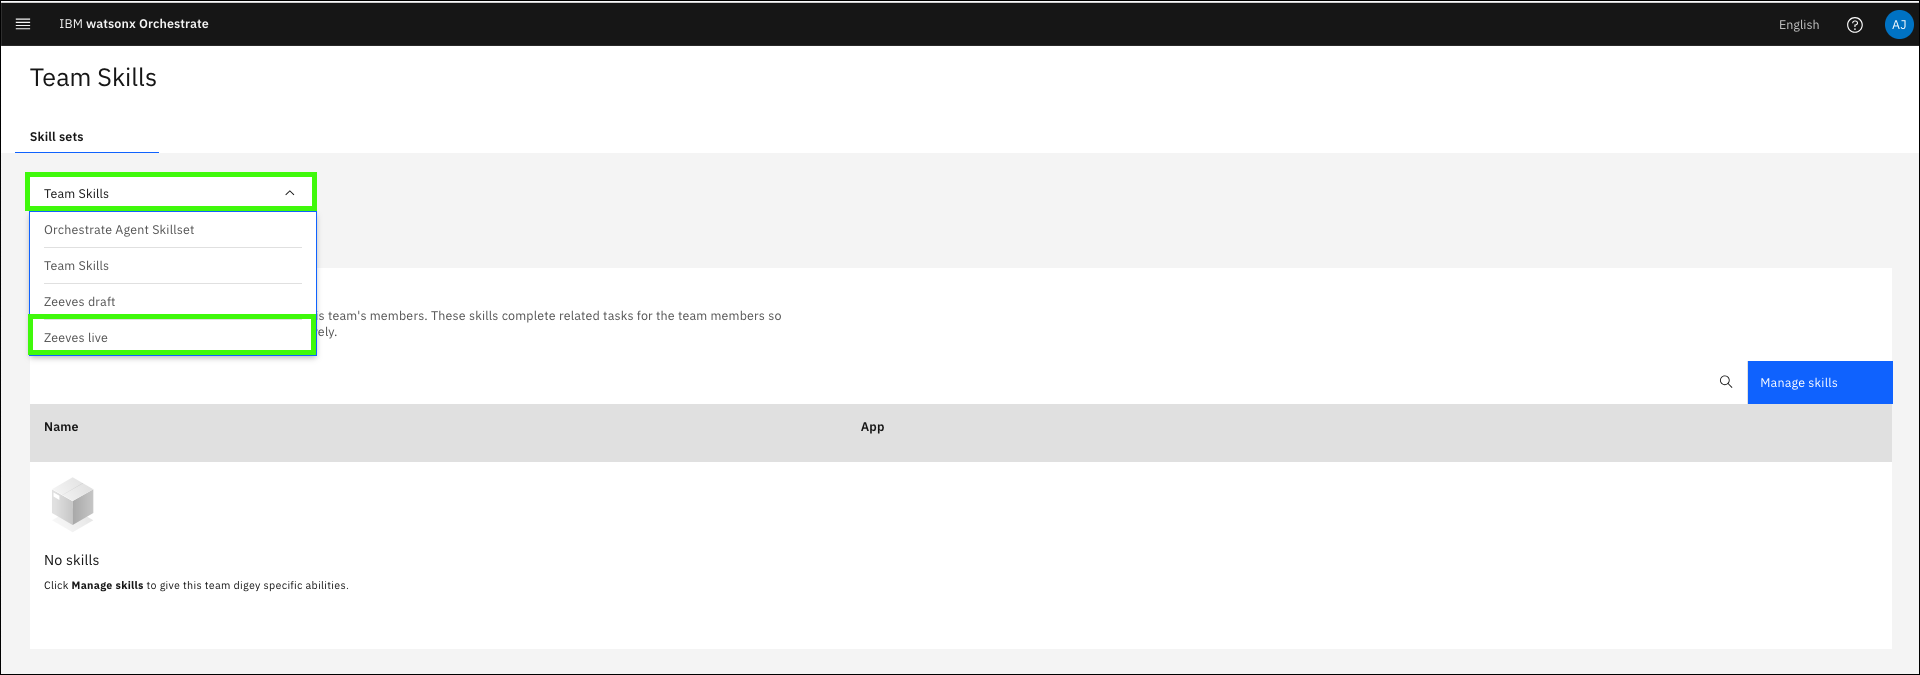 IBM watsonx Orchestrate
English
AJ
Team Skills
Skill sets
Team Skills
Orchestrate Agent Skillset
Team Skills
Zeeves draft
Zeeves live
team's members. These skills complete related tasks for the team members so
Manage skills
Name
App
No skills
Click Manage skills to give this team digey specific abilities.